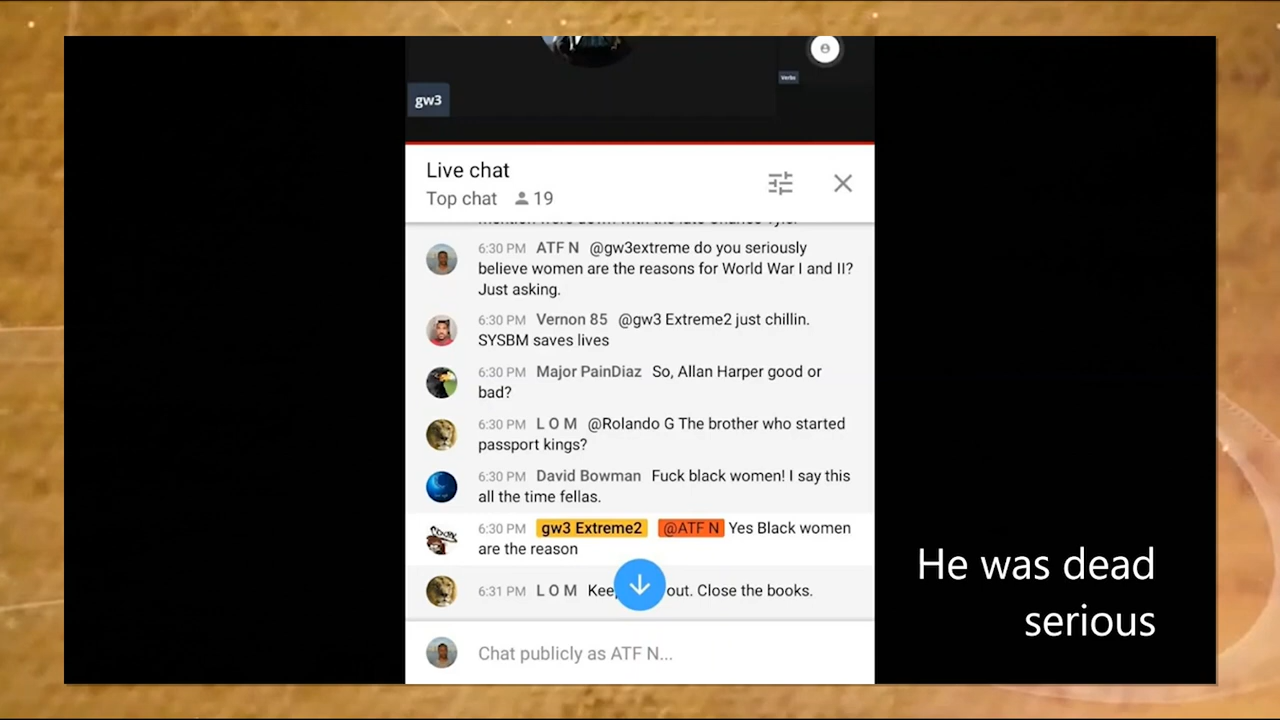 Verbz
gw3
Live chat
Top chat 19
6:30 PM ATF N @gw3extreme do you seriously
believe women are the reasons for World War I and II?
Just asking.
6:30 PM Vernon 85 @gw3 Extreme2 just chillin.
SYSBM saves lives
6:30 PM Major PainDiaz So, Allan Harper good or
bad?
6:30 PM L O M @Rolando G The brother who started
passport kings?
6:30 PM David Bowman Fuck black women! I say this
all the time fellas.
6:30 PM gw3 Extreme2 @ATF N Yes Black women
are the reason
6:31 PM L O M out. Close the books.
Chat publicly as ATF N...
He was dead
serious